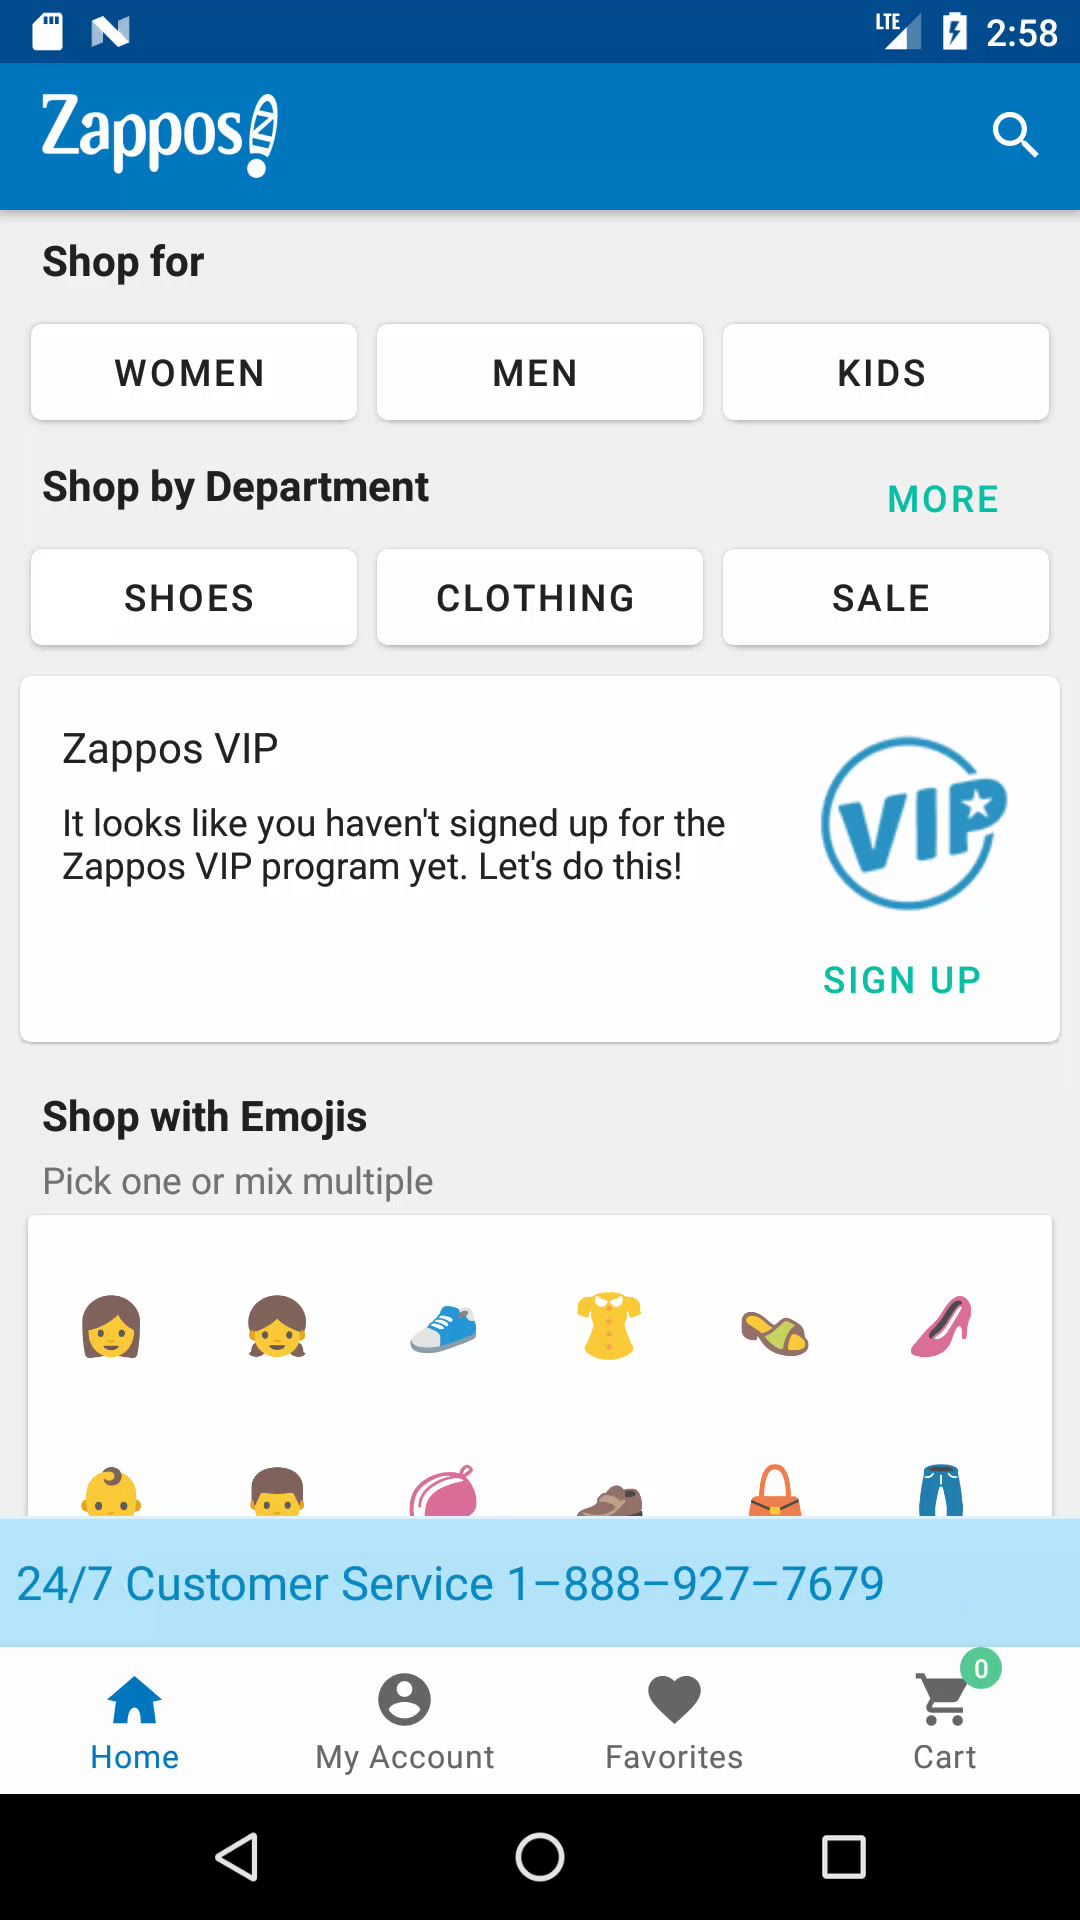 LTE 2:58
Zappos
Shop for
WOMEN MEN KIDS
Shop by Department MORE
SHOES CLOTHING SALE
Zappos VIP
It looks like you haven't signed up for the
Zappos VIP program yet. Let's do this!
VIP
SIGN UP
Shop with Emojis
Pick one or mix multiple
24/7 Customer Service 1–888–927–7679
0
Home My Account Favorites Cart